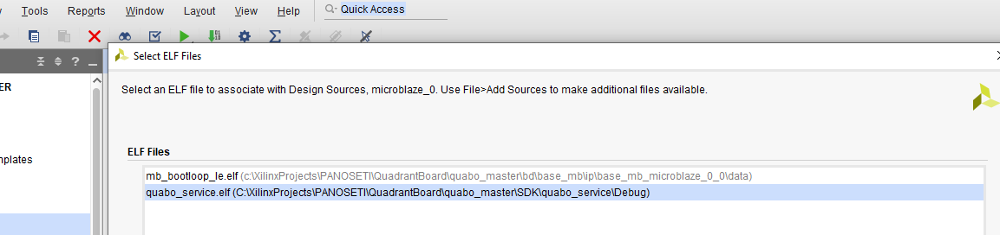 Tools Reports Window Layout View Help Quick Access
Select ELF Files
Select an ELF file to associate with Design Sources, microblaze_0. Use File>Add Sources to make additional files available.
ER
ELF Files
mplates
mb_bootloop_le.elf (c:\XilinxProjects\PANOSETI\QuadrantBoard\quabo_master\bd\base_mb\ip\base_mb_microblaze_0_0\data)
quabo_service.elf (C:\XilinxProjects\PANOSETI\QuadrantBoard\quabo_master\SDK\quabo_service\Debug)